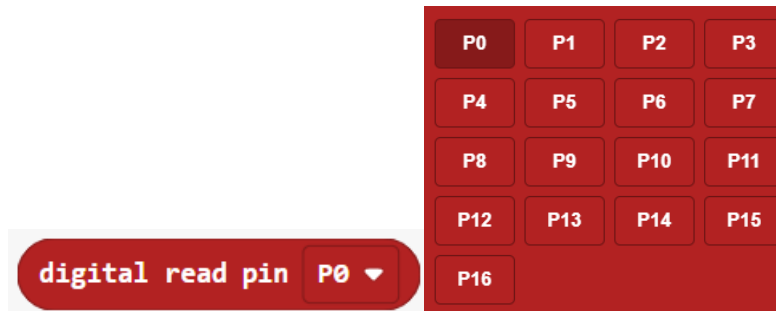 P0 P1 P2 P3
P4 P5 P6 P7
P8 P9 P10 P11
P12 P13 P14 P15
digital read pin P0
P16